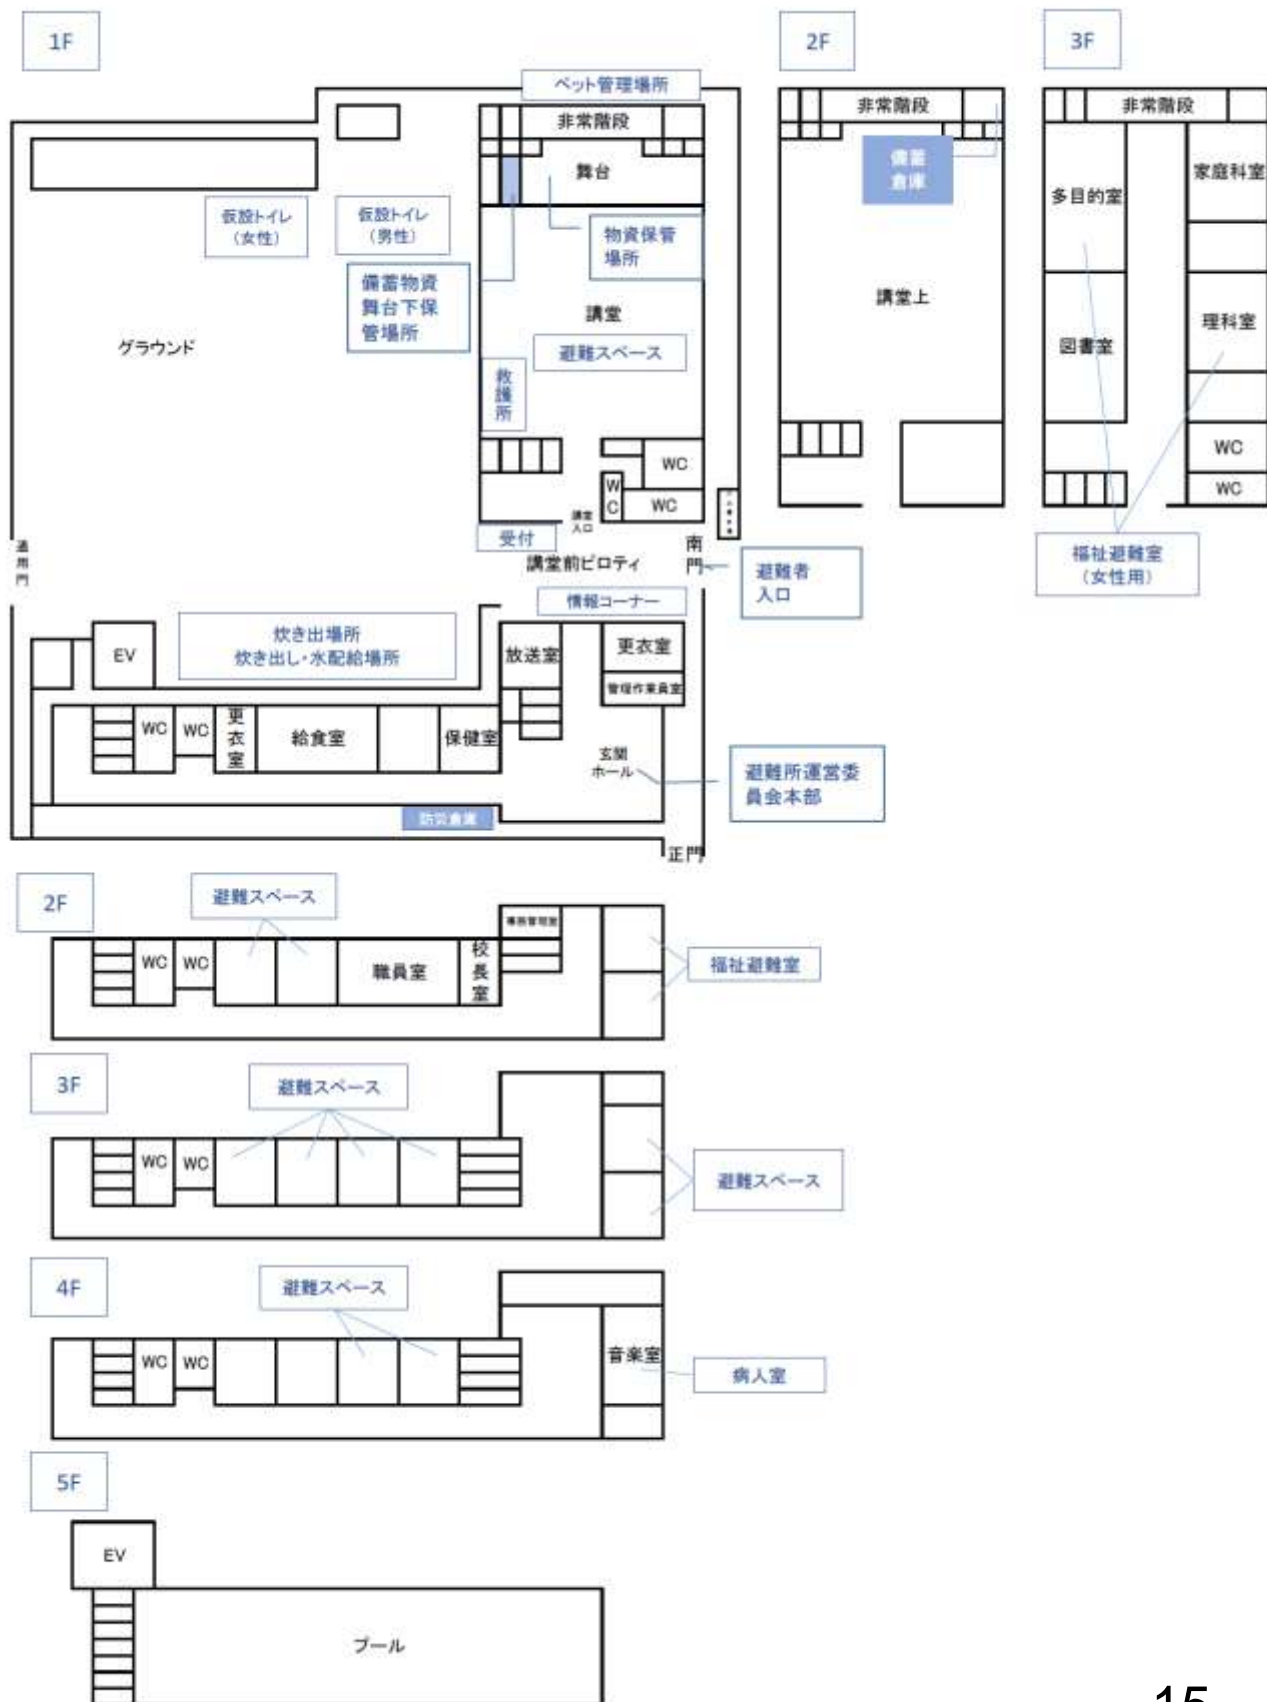 1F
2F
3F
ペット管理場所
非常階段
舞台
仮設トイレ
(女性)
仮設トイレ
(男性)
物資保管
場所
備蓄物資
舞台下保
管場所
グラウンド
講堂
避難スペース
救護所
WC
WC
WC
講堂
入口
受付
講堂前ピロティ
南門
避難者
入口
情報コーナー
通用門
炊き出場所
炊き出し・水配給場所
EV
放送室
更衣室
管理作業員室
WC
WC
更衣室
給食室
保健室
玄関
ホール
避難所運営委
員会本部
防災倉庫
正門
非常階段
備蓄
倉庫
講堂上
非常階段
多目的室
家庭科室
図書室
理科室
WC
WC
福祉避難室
(女性用)
2F
避難スペース
WC
WC
職員室
校長室
福祉避難室
3F
避難スペース
WC
WC
避難スペース
4F
避難スペース
WC
WC
音楽室
病人室
5F
EV
プール
15